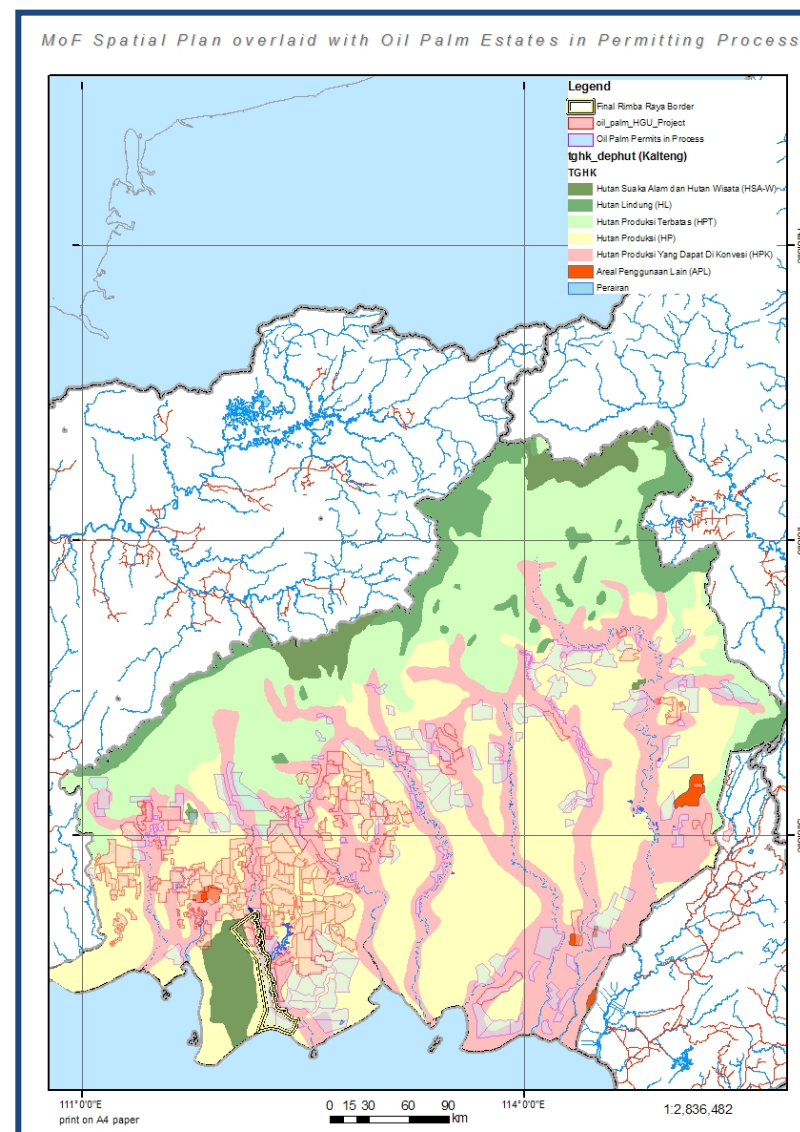 MoF Spatial Plan overlaid with Oil Palm Estates in Permitting Process
Legend
Final Rimba Raya Border
oil_palm_HGU_Project
Oil Palm Permits in Process
tghk_dephut (Kalteng)
TGHK
Hutan Suaka Alam dan Hutan Wisata (HSA-W)
Hutan Lindung (HL)
Hutan Produksi Terbatas (HPT)
Hutan Produksi (HP)
Hutan Produksi Yang Dapat Di Konvesi (HPK)
Areal Penggunaan Lain (APL)
Perairan
111°0'0"E
114°0'0"E
print on A4 paper
0 15 30 60 90
km
1:2,836,482